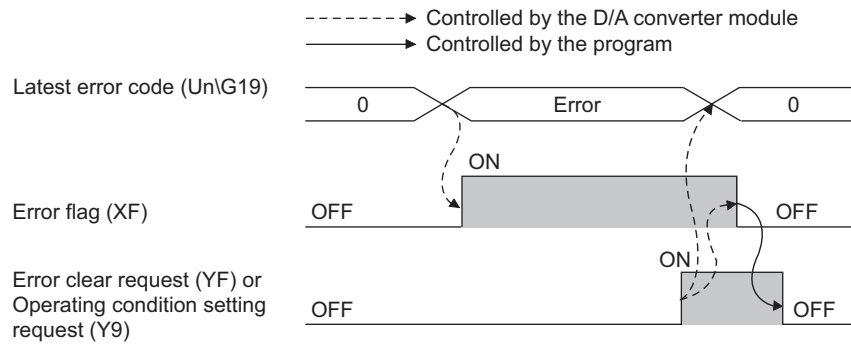 Controlled by the D/A converter module
Controlled by the program
Latest error code (Un\G19)
0
Error
0
ON
Error flag (XF)
OFF
OFF
ON
Error clear request (YF) or
Operating condition setting
request (Y9)
OFF
OFF